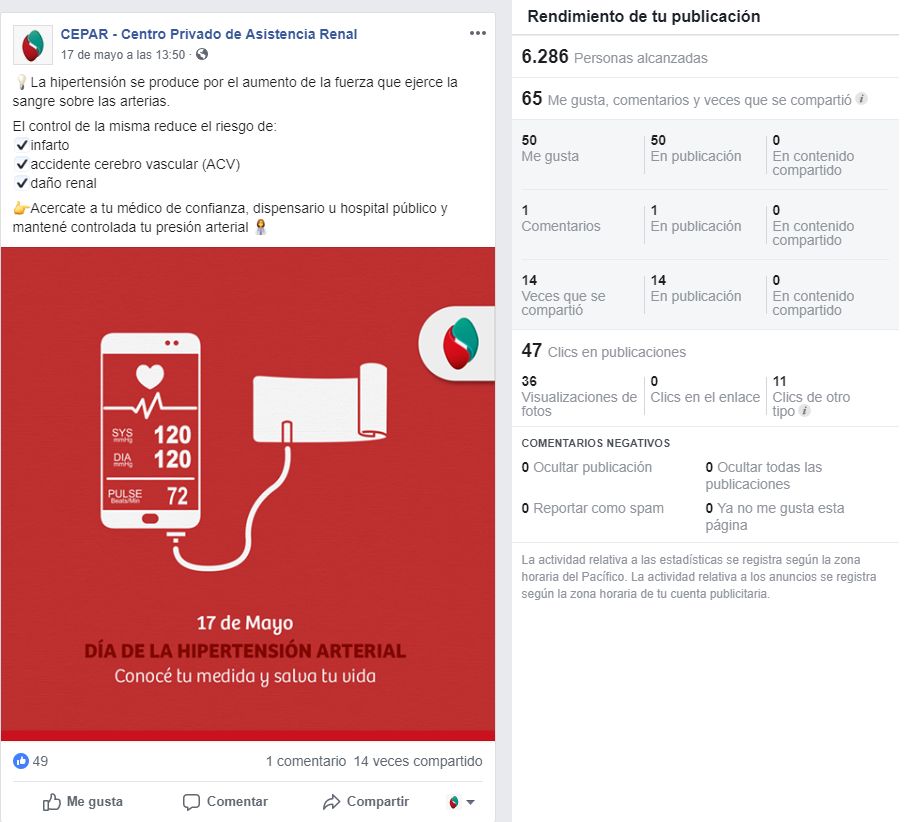 CEPAR - Centro Privado de Asistencia Renal
17 de mayo a las 13:50 ·
La hipertensión se produce por el aumento de la fuerza que ejerce la
sangre sobre las arterias.
El control de la misma reduce el riesgo de:
✔infarto
✔accidente cerebro vascular (ACV)
✔daño renal
👉Acercate a tu médico de confianza, dispensario u hospital público y
mantené controlada tu presión arterial
SYS
mmHg
120
DIA
mmHg
120
PULSE
Beats/Min
72
17 de Mayo
DÍA DE LA HIPERTENSIÓN ARTERIAL
Conocé tu medida y salva tu vida
49
1 comentario 14 veces compartido
Me gusta
Comentar
Compartir
Rendimiento de tu publicación
6.286 Personas alcanzadas
65 Me gusta, comentarios y veces que se compartió
50
Me gusta
50
En publicación
0
En contenido
compartido
1
Comentarios
1
En publicación
0
En contenido
compartido
14
Veces que se
compartió
14
En publicación
0
En contenido
compartido
47 Clics en publicaciones
36
Visualizaciones de
fotos
0
Clics en el enlace
11
Clics de otro
tipo
COMENTARIOS NEGATIVOS
0 Ocultar publicación
0 Ocultar todas las
publicaciones
0 Reportar como spam
0 Ya no me gusta esta
página
La actividad relativa a las estadísticas se registra según la zona
horaria del Pacífico. La actividad relativa a los anuncios se registra
según la zona horaria de tu cuenta publicitaria.